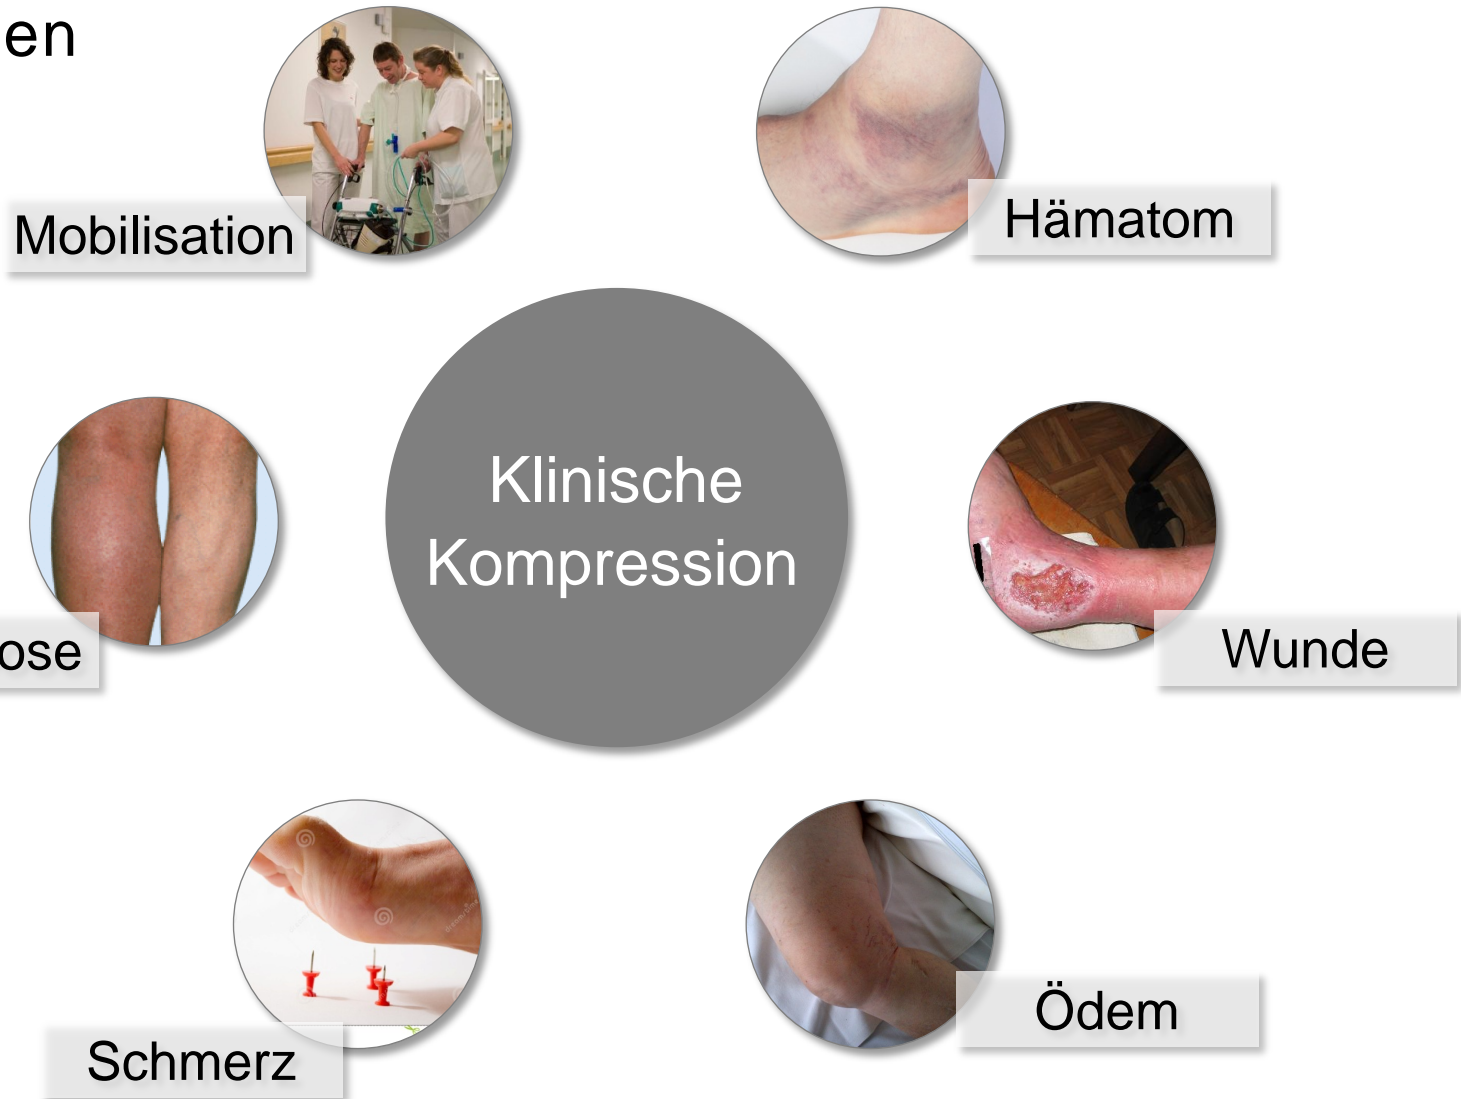 en
Mobilisation
Hämatom
Klinische
Kompression
ose
Wunde
Schmerz
Ödem